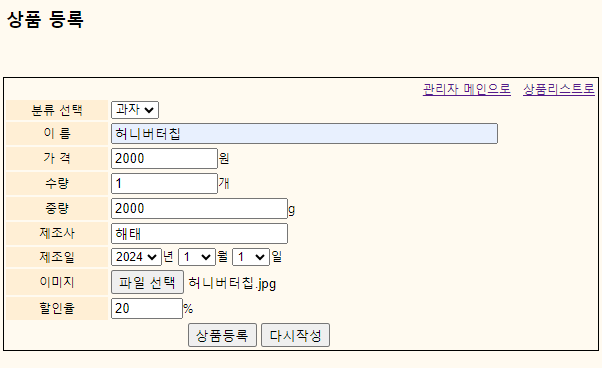 상품 등록
관리자 메인으로 상품리스트로
분류 선택 과자
이 름 허니버터칩
가 격 2000 원
수량 1 개
중량 2000 g
제조사 해태
제조일 2024 년 1 월 1 일
이미지 파일 선택 허니버터칩.jpg
할인율 20 %
상품등록 다시작성